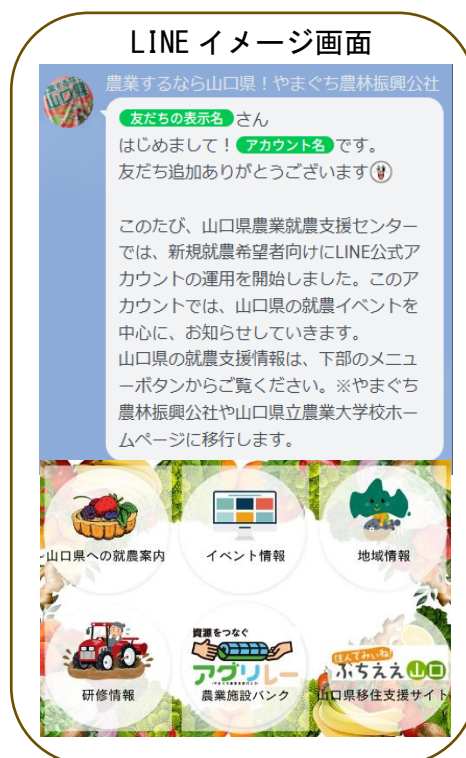 LINE イメージ画面
農業するなら山口県！やまぐち農林振興公社
友だちの表示名 さん
はじめまして！ アカウント名 です。
友だち追加ありがとうございます
このたび、山口県農業就農支援センター
では、新規就農希望者向けにLINE公式ア
カウントの運用を開始しました。このア
カウントでは、山口県の就農イベントを
中心に、お知らせしていきます。
山口県の就農支援情報は、下部のメニュ
ーボタンからご覧ください。※やまぐち
農林振興公社や山口県立農業大学校ホー
ムページに移行します。
山口県への就農案内
イベント情報
地域情報
研修情報
資源をつなぐ
アグリレー
農業施設バンク
住んでみぃね！
ぶちええ山口
山口県移住支援サイト